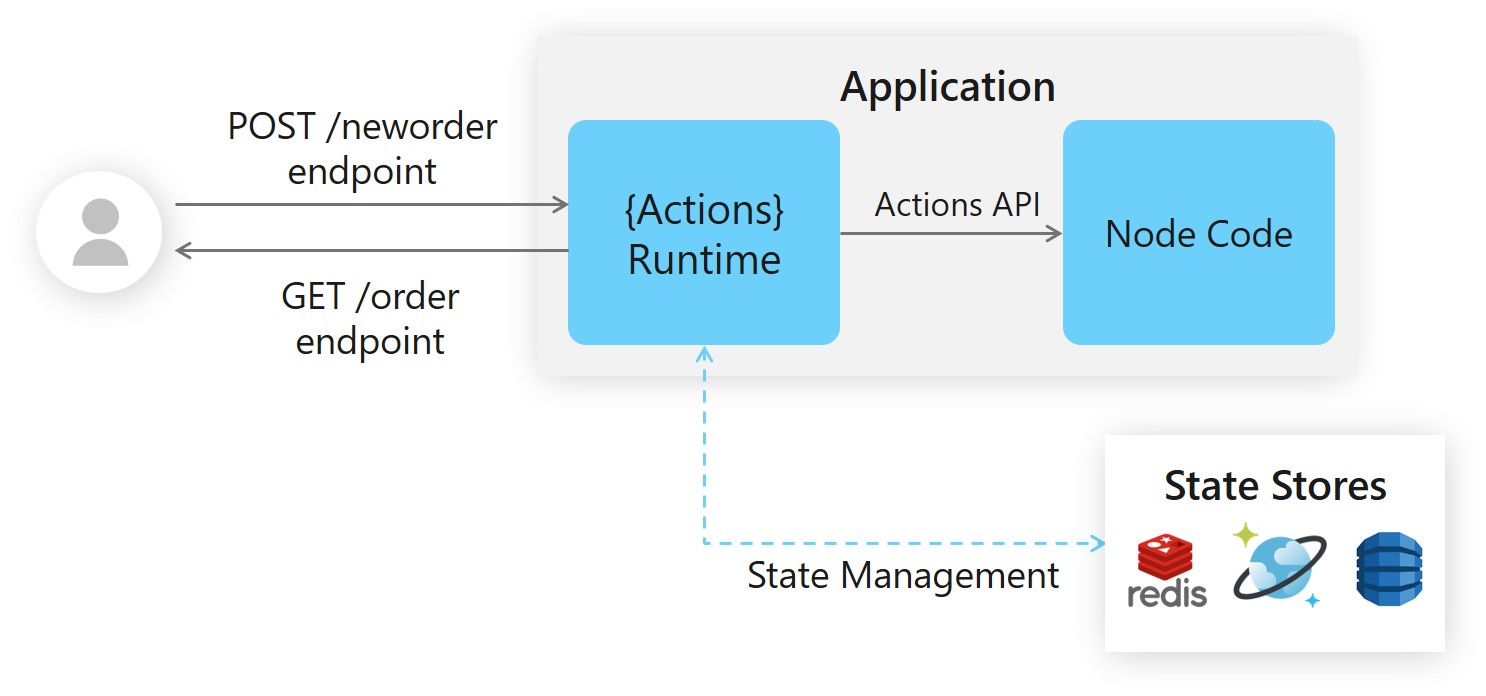 Application
POST /neworder
endpoint
{Actions}
Runtime
Actions API
Node Code
GET /order
endpoint
State Stores
redis
State Management